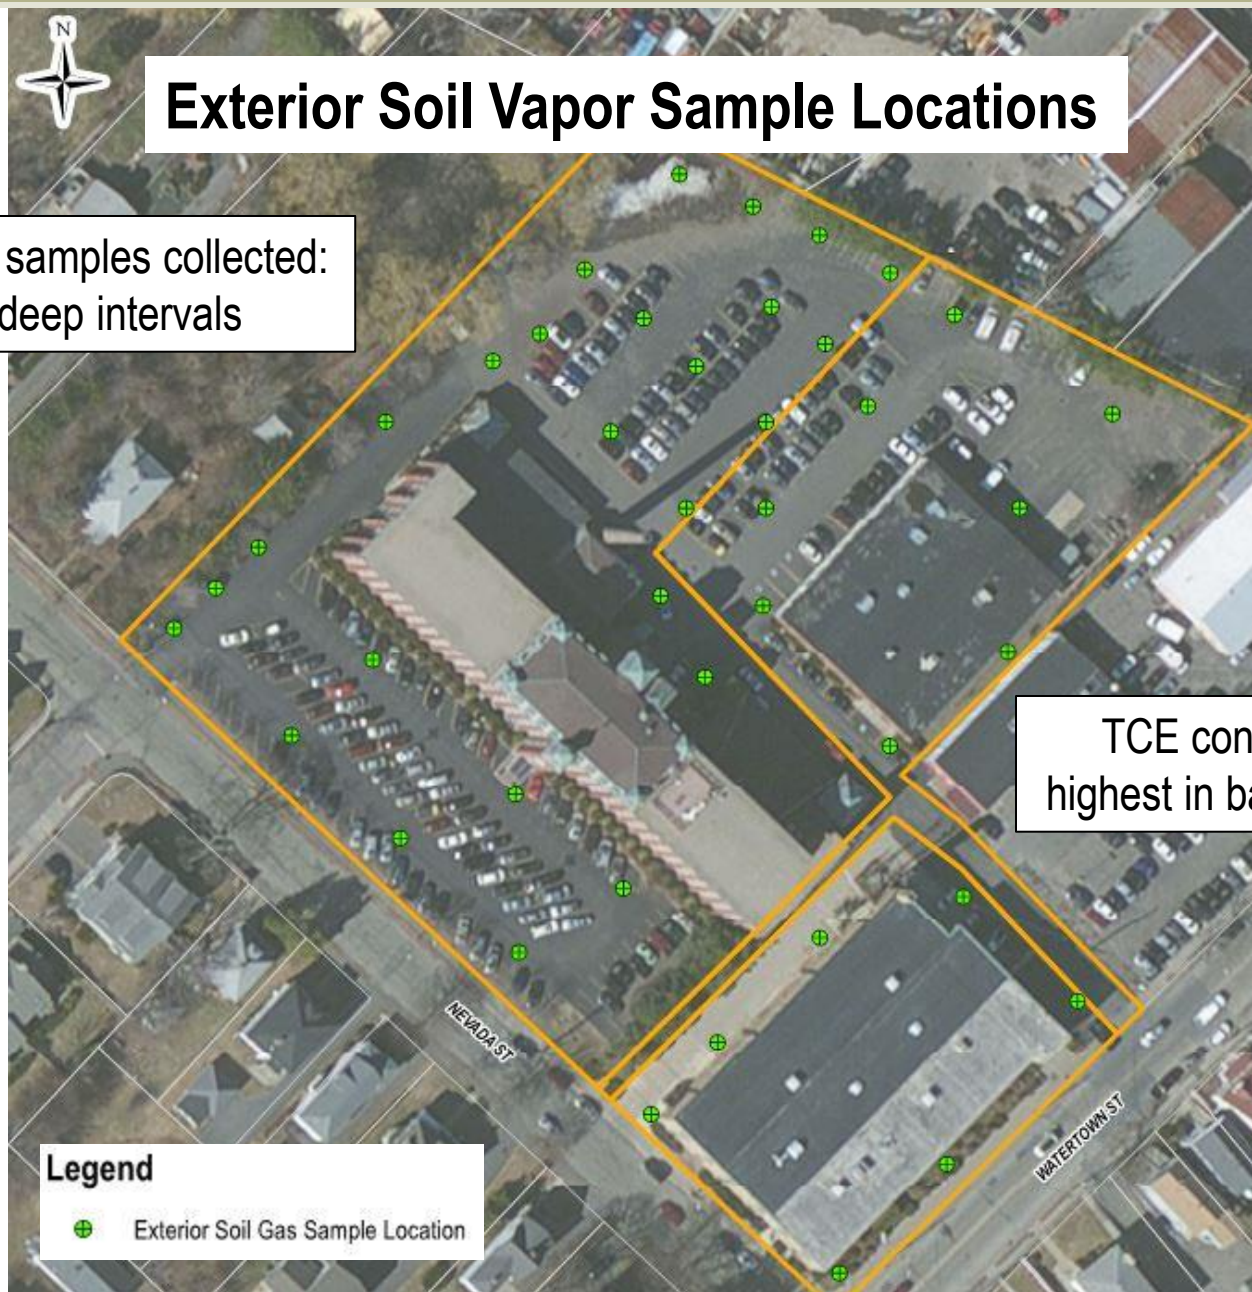 N
Exterior Soil Vapor Sample Locations
samples collected:
deep intervals
TCE con
highest in ba
NEVADA ST
WATERTOWN ST
Legend
Exterior Soil Gas Sample Location